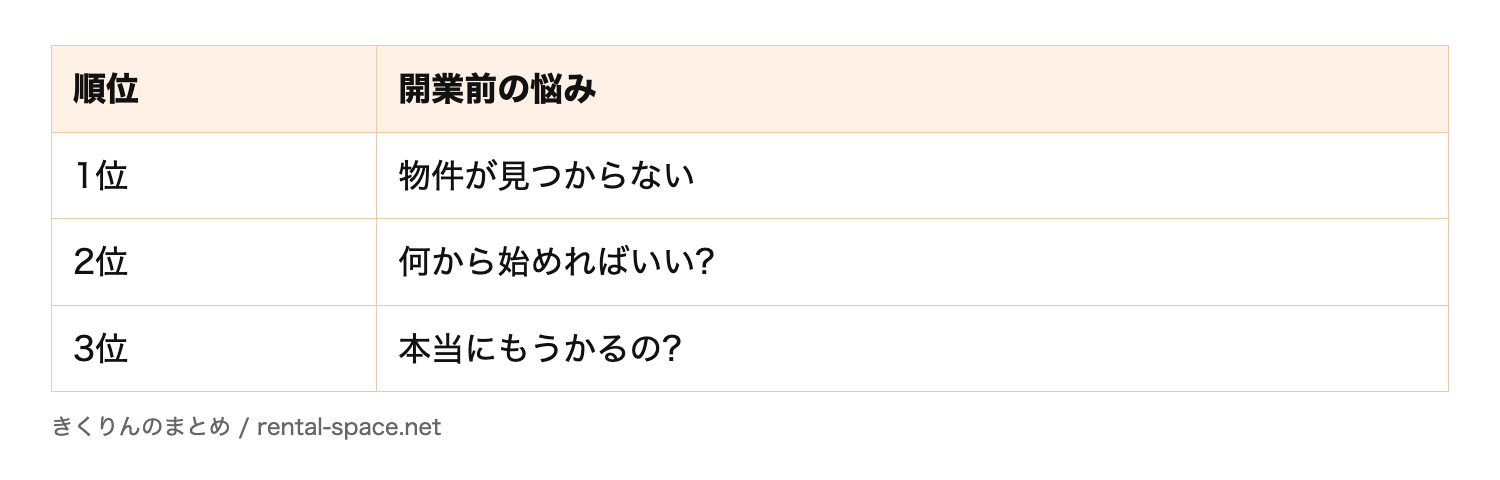 順位 開業前の悩み
1位 物件が見つからない
2位 何から始めればいい?
3位 本当にもうかるの?
きくりんのまとめ / rental-space.net